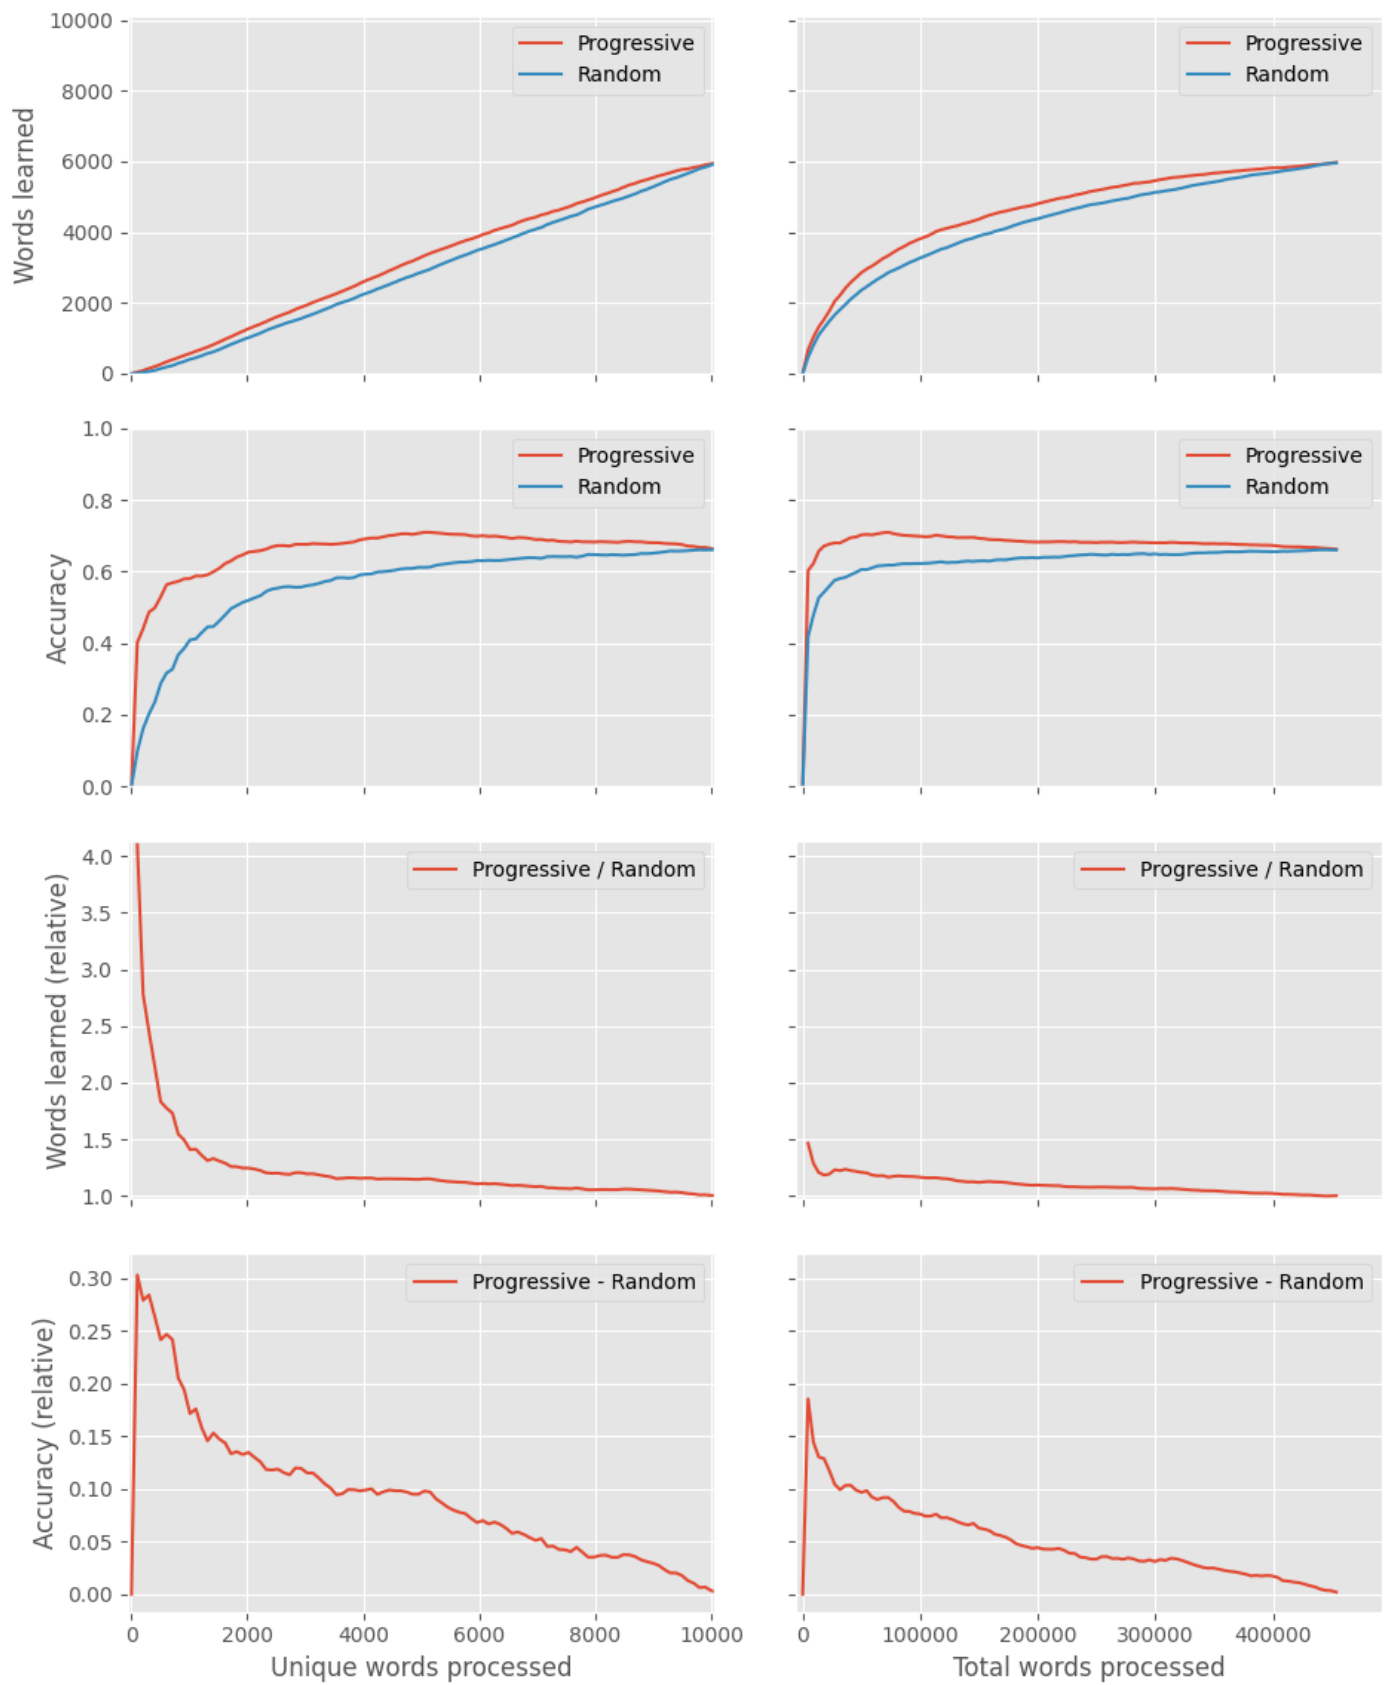 10000
8000
6000
4000
2000
0
Words learned
Progressive
Random
Progressive
Random
1.0
0.8
0.6
0.4
0.2
0.0
Accuracy
Progressive
Random
Progressive
Random
4.0
3.5
3.0
2.5
2.0
1.5
1.0
Words learned (relative)
Progressive / Random
Progressive / Random
0.30
0.25
0.20
0.15
0.10
0.05
0.00
Accuracy (relative)
Progressive - Random
Progressive - Random
0 2000 4000 6000 8000 10000
Unique words processed
0 100000 200000 300000 400000
Total words processed